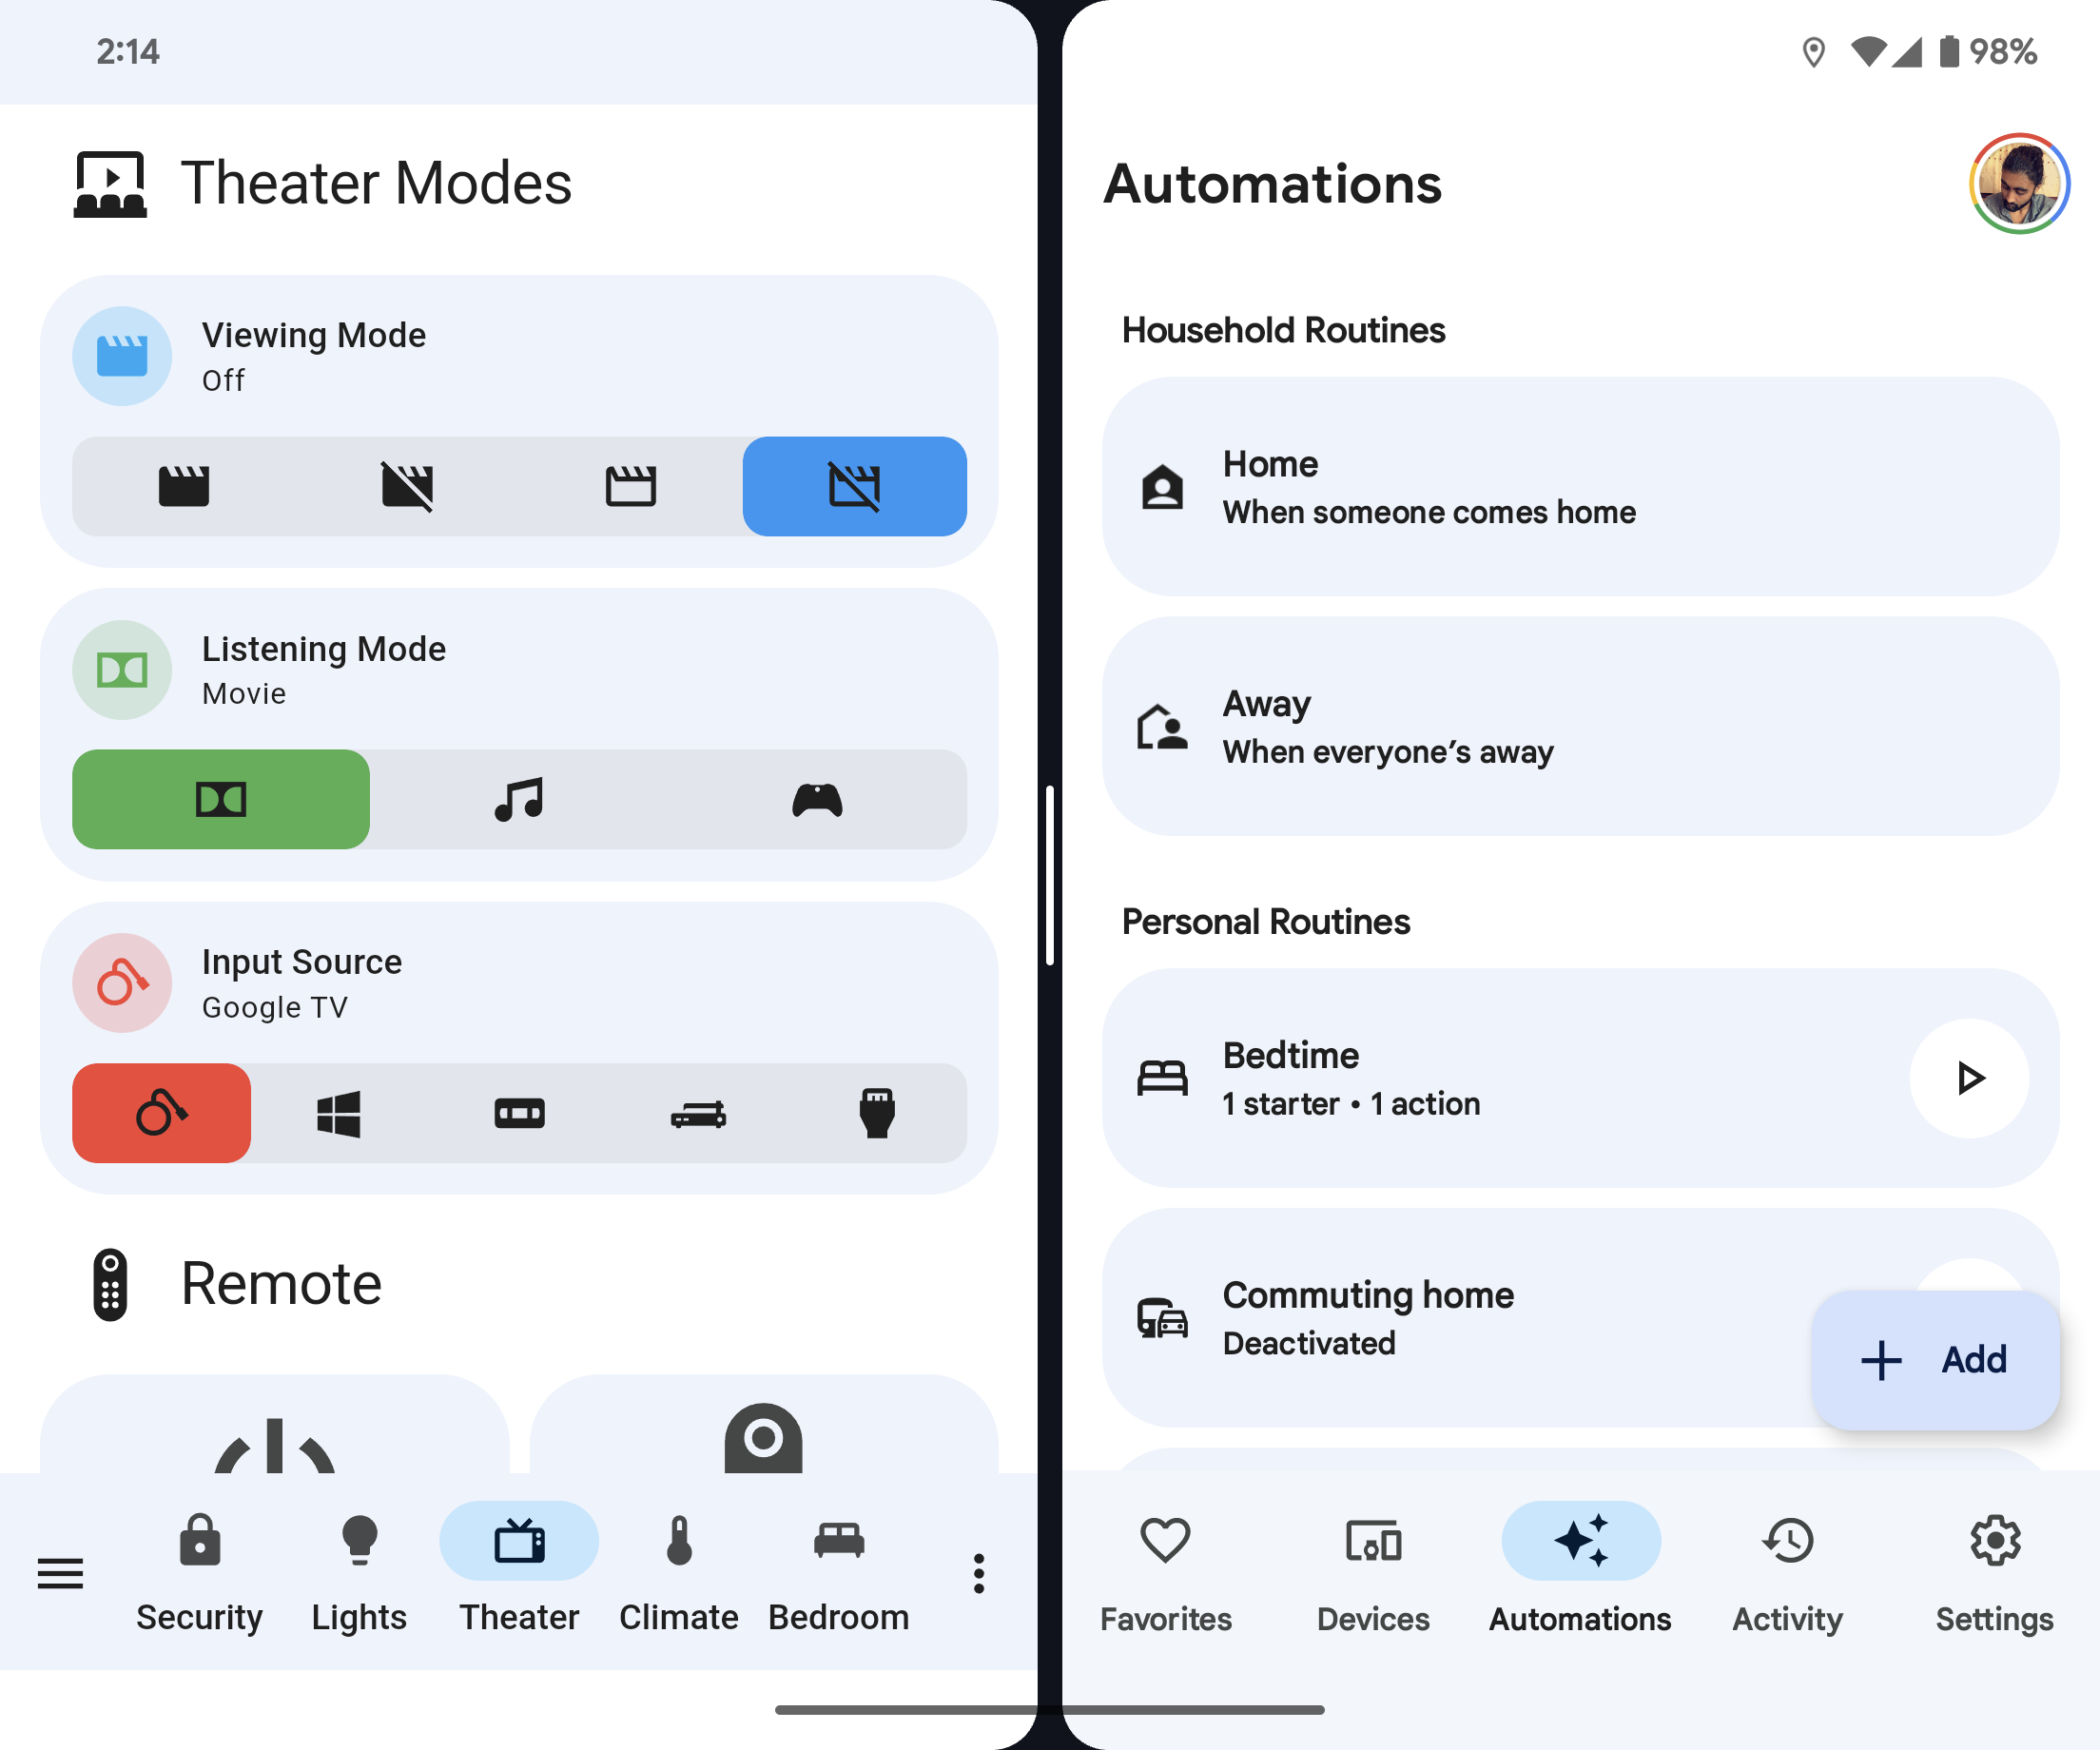 2:14
98%
Theater Modes
Viewing Mode
Off
Listening Mode
Movie
Input Source
Google TV
Remote
Security
Lights
Theater
Climate
Bedroom
Automations
Household Routines
Home
When someone comes home
Away
When everyone’s away
Personal Routines
Bedtime
1 starter • 1 action
Commuting home
Deactivated
Add
Favorites
Devices
Automations
Activity
Settings